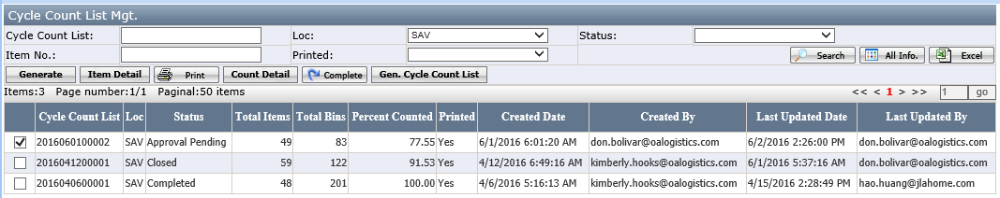 Cycle Count List Mgt.
Cycle Count List: Loc: SAV Status:
Item No.: Printed: Search All Info. Excel
Generate Item Detail Print Count Detail Complete Gen. Cycle Count List
Items:3 Page number:1/1 Paginal:50 items << < 1 > >> 1 go
Cycle Count List Loc Status Total Items Total Bins Percent Counted Printed Created Date Created By Last Updated Date Last Updated By
2016060100002 SAV Approval Pending 49 83 77.55 Yes 6/1/2016 6:01:20 AM don.bolivar@oalogistics.com 6/2/2016 2:26:00 PM don.bolivar@oalogistics.com
2016041200001 SAV Closed 59 122 91.53 Yes 4/12/2016 6:49:16 AM kimberly.hooks@oalogistics.com 6/1/2016 5:37:16 AM don.bolivar@oalogistics.com
2016040600001 SAV Completed 48 201 100.00 Yes 4/6/2016 5:16:13 AM kimberly.hooks@oalogistics.com 4/15/2016 2:28:49 PM hao.huang@jlahome.com